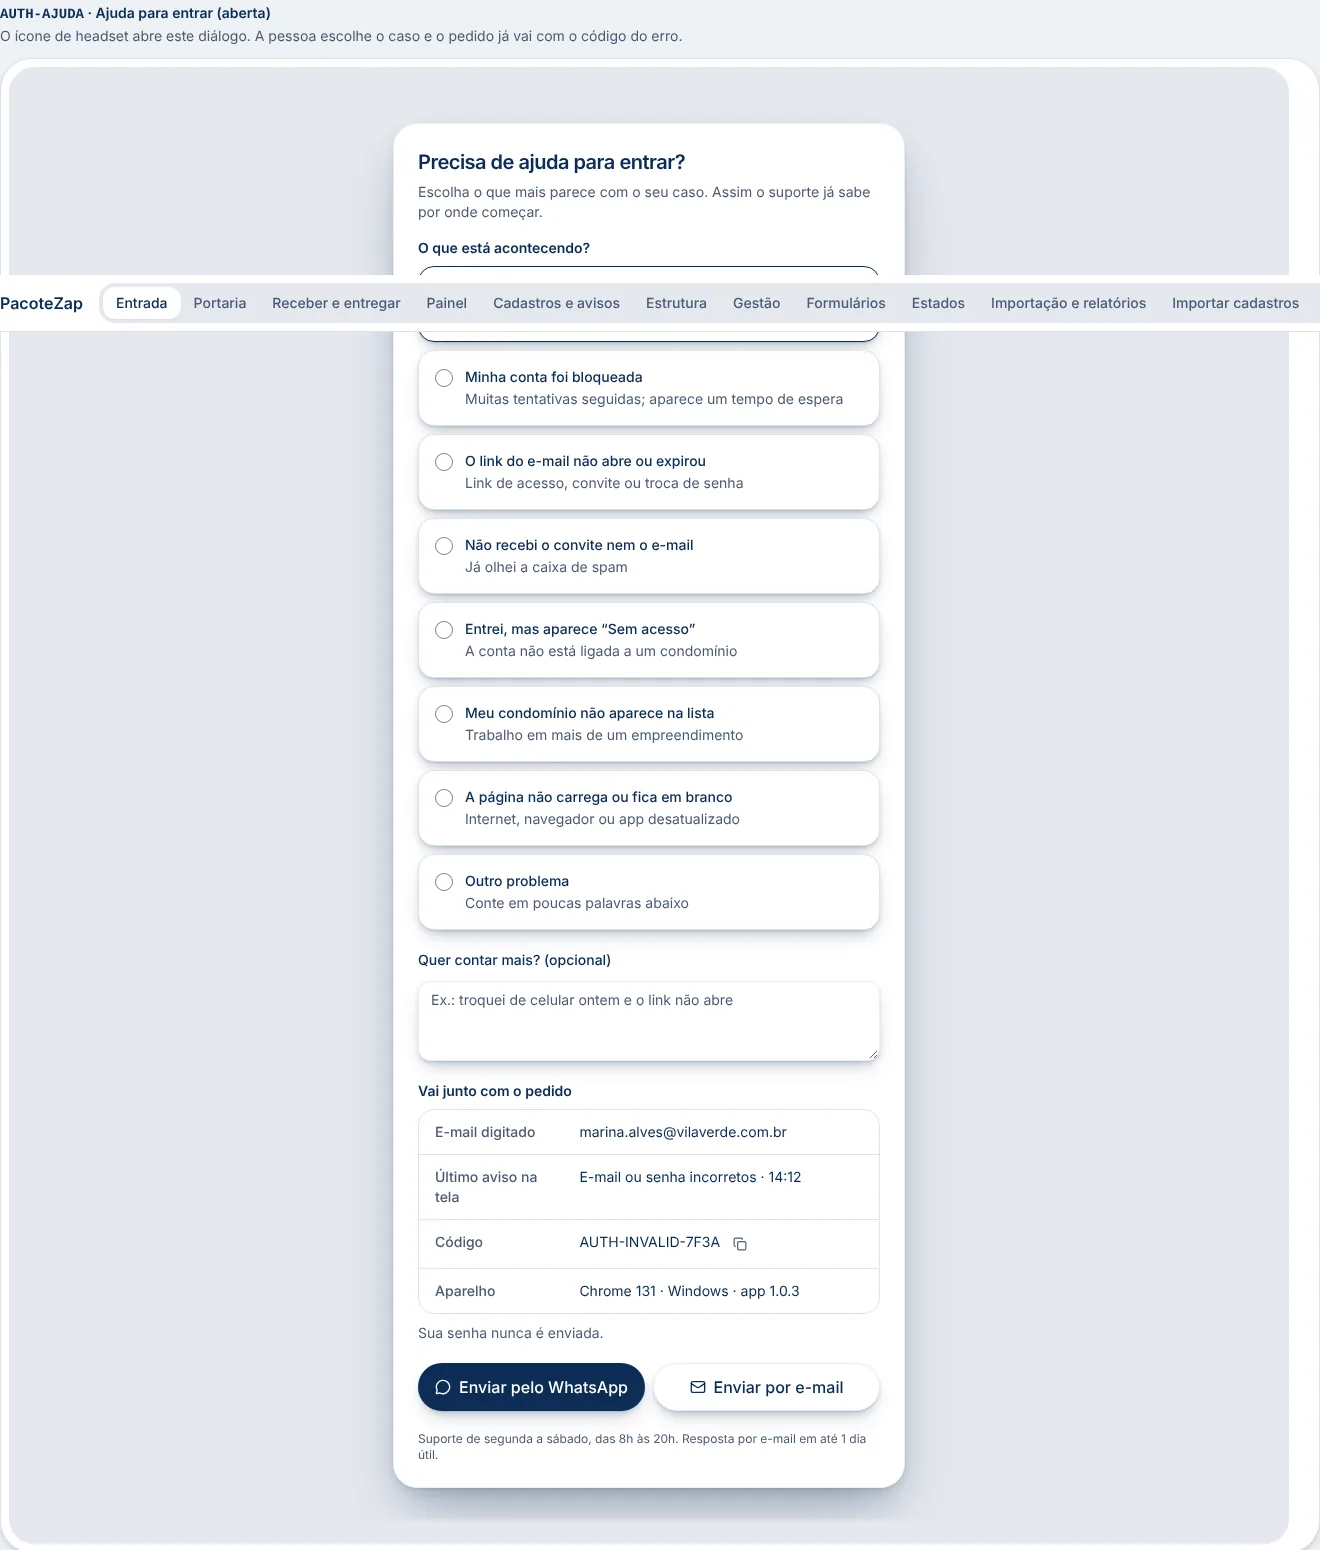 AUTH-AJUDA · Ajuda para entrar (aberta)
O ícone de headset abre este diálogo. A pessoa escolhe o caso e o pedido já vai com o código do erro.
Precisa de ajuda para entrar?
Escolha o que mais parece com o seu caso. Assim o suporte já sabe
por onde começar.
O que está acontecendo?
PacoteZap Entrada Portaria Receber e entregar Painel Cadastros e avisos Estrutura Gestão Formulários Estados Importação e relatórios Importar cadastros
Minha conta foi bloqueada
Muitas tentativas seguidas; aparece um tempo de espera
O link do e-mail não abre ou expirou
Link de acesso, convite ou troca de senha
Não recebi o convite nem o e-mail
Já olhei a caixa de spam
Entrei, mas aparece “Sem acesso”
A conta não está ligada a um condomínio
Meu condomínio não aparece na lista
Trabalho em mais de um empreendimento
A página não carrega ou fica em branco
Internet, navegador ou app desatualizado
Outro problema
Conte em poucas palavras abaixo
Quer contar mais? (opcional)
Ex.: troquei de celular ontem e o link não abre
Vai junto com o pedido
E-mail digitado marina.alves@vilaverde.com.br
Último aviso na E-mail ou senha incorretos · 14:12
tela
Código AUTH-INVALID-7F3A
Aparelho Chrome 131 · Windows · app 1.0.3
Sua senha nunca é enviada.
Enviar pelo WhatsApp Enviar por e-mail
Suporte de segunda a sábado, das 8h às 20h. Resposta por e-mail em até 1 dia
útil.